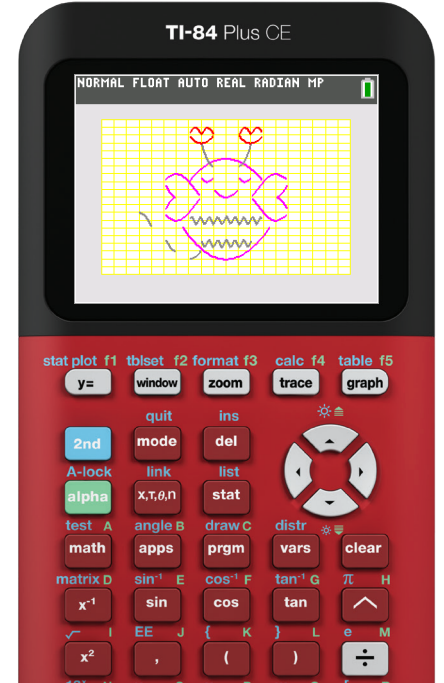 TI-84 Plus CE
NORMAL FLOAT AUTO REAL RADIAN MP
stat plot f1 tblset f2 format f3 calc f4 table f5
y= window zoom trace graph
quit ins
2nd mode del
A-lock link list
alpha X,T,θ,n stat
test A angle B draw C distr
math apps prgm vars clear
matrix D sin⁻¹ E cos⁻¹ F tan⁻¹ G π H
x⁻¹ sin cos tan ^
√ I EE J { K } L e M
x² , ( ) ÷